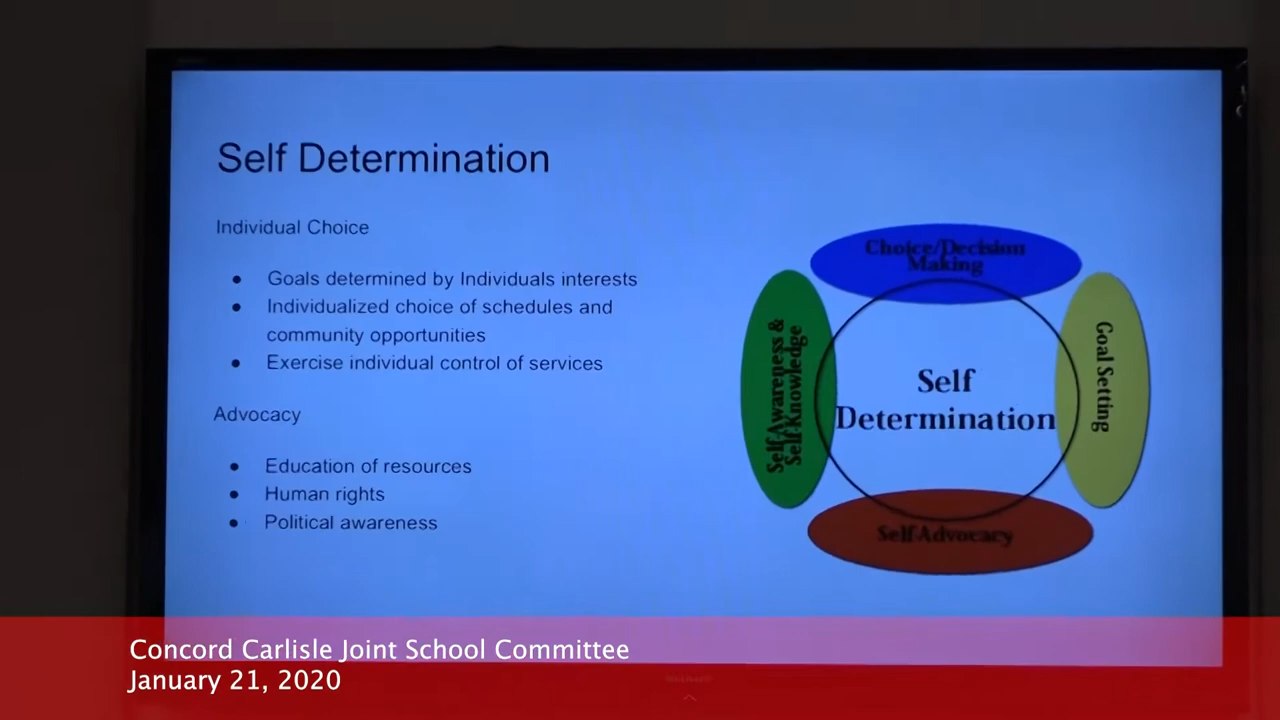 Self Determination
Individual Choice
● Goals determined by Individuals interests
● Individualized choice of schedules and
community opportunities
● Exercise individual control of services
Advocacy
● Education of resources
● Human rights
● Political awareness
Choice/Decision
Making
Self Awareness &
Self Knowledge
Self
Determination
Goal Setting
Self Advocacy
Concord Carlisle Joint School Committee
January 21, 2020